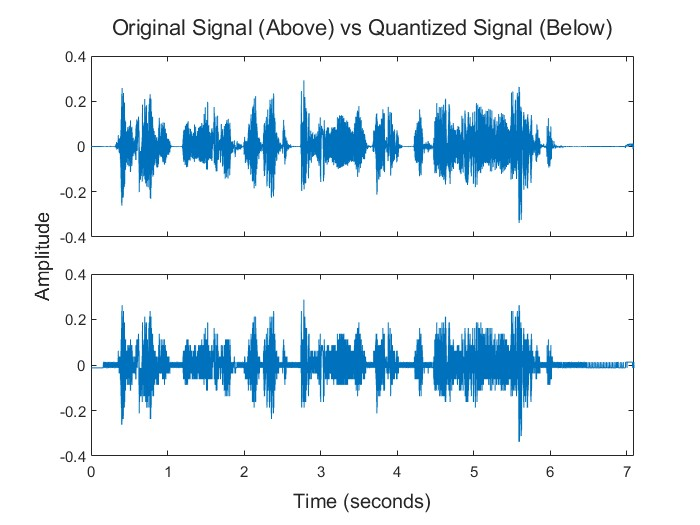 Original Signal (Above) vs Quantized Signal (Below)
0.4
0.2
0
-0.2
-0.4
Amplitude
0.4
0.2
0
-0.2
-0.4
0 1 2 3 4 5 6 7
Time (seconds)